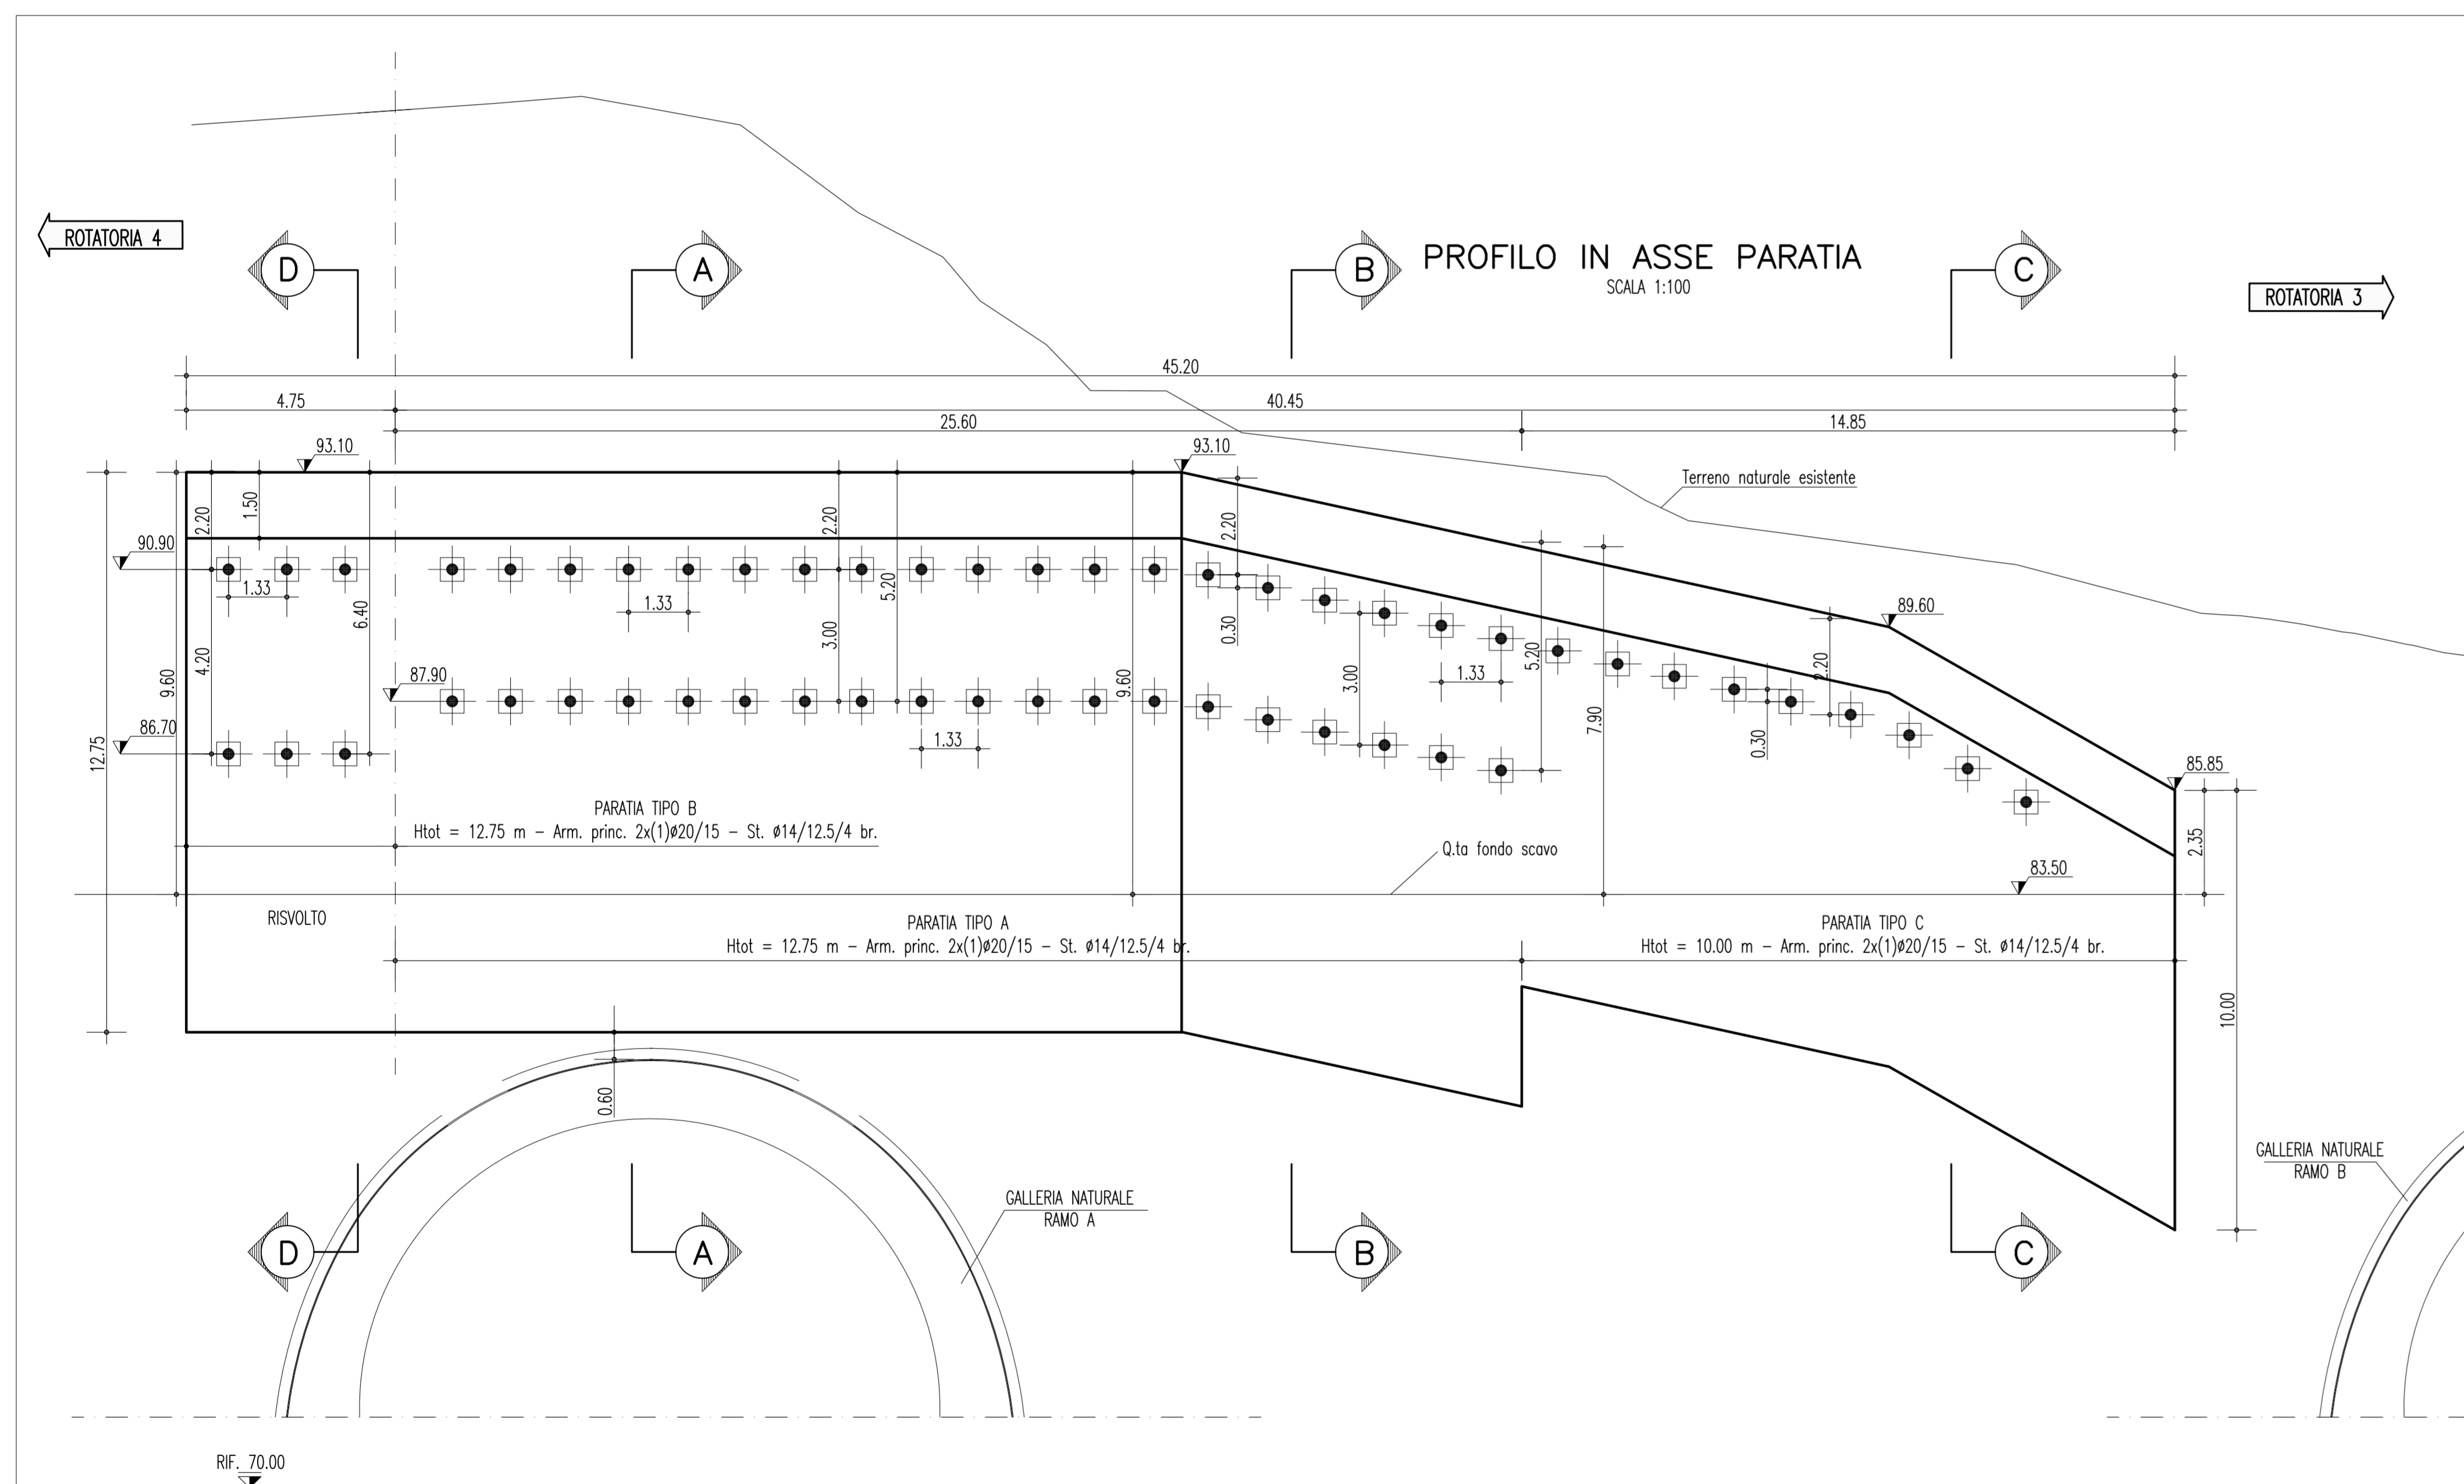 ROTATORIA 4
D
A
B
PROFILO IN ASSE PARATIA
SCALA 1:100
C
ROTATORIA 3
45.20
4.75
40.45
25.60
14.85
93.10
93.10
Terreno naturale esistente
2.20
1.50
2.20
2.20
90.90
1.33
6.40
1.33
5.20
3.00
0.30
89.60
4.20
9.60
87.90
9.60
3.00
1.33
5.20
2.20
7.90
0.30
86.70
12.75
1.33
85.85
PARATIA TIPO B
Htot = 12.75 m - Arm. princ. 2x(1)ø20/15 - St. ø14/12.5/4 br.
Q.ta fondo scavo
2.35
83.50
RISVOLTO
PARATIA TIPO A
Htot = 12.75 m - Arm. princ. 2x(1)ø20/15 - St. ø14/12.5/4 br.
PARATIA TIPO C
Htot = 10.00 m - Arm. princ. 2x(1)ø20/15 - St. ø14/12.5/4 br.
10.00
0.60
GALLERIA NATURALE
RAMO A
GALLERIA NATURALE
RAMO B
D
A
B
C
RIF. 70.00